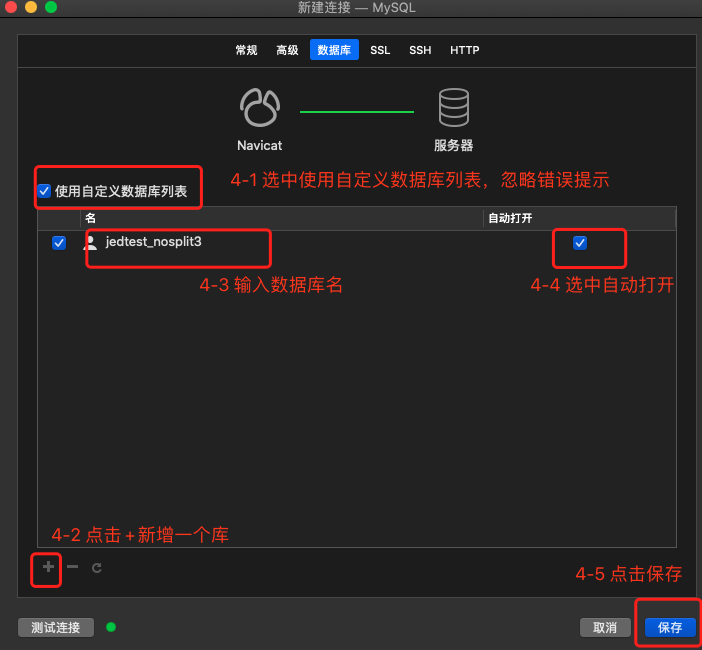 新建连接 — MySQL
常规 高级 数据库 SSL SSH HTTP
Navicat 服务器
4-1 选中使用自定义数据库列表，忽略错误提示
使用自定义数据库列表
名 自动打开
jedtest_nosplit3
4-3 输入数据库名 4-4 选中自动打开
4-2 点击+新增一个库
4-5 点击保存
测试连接 取消 保存